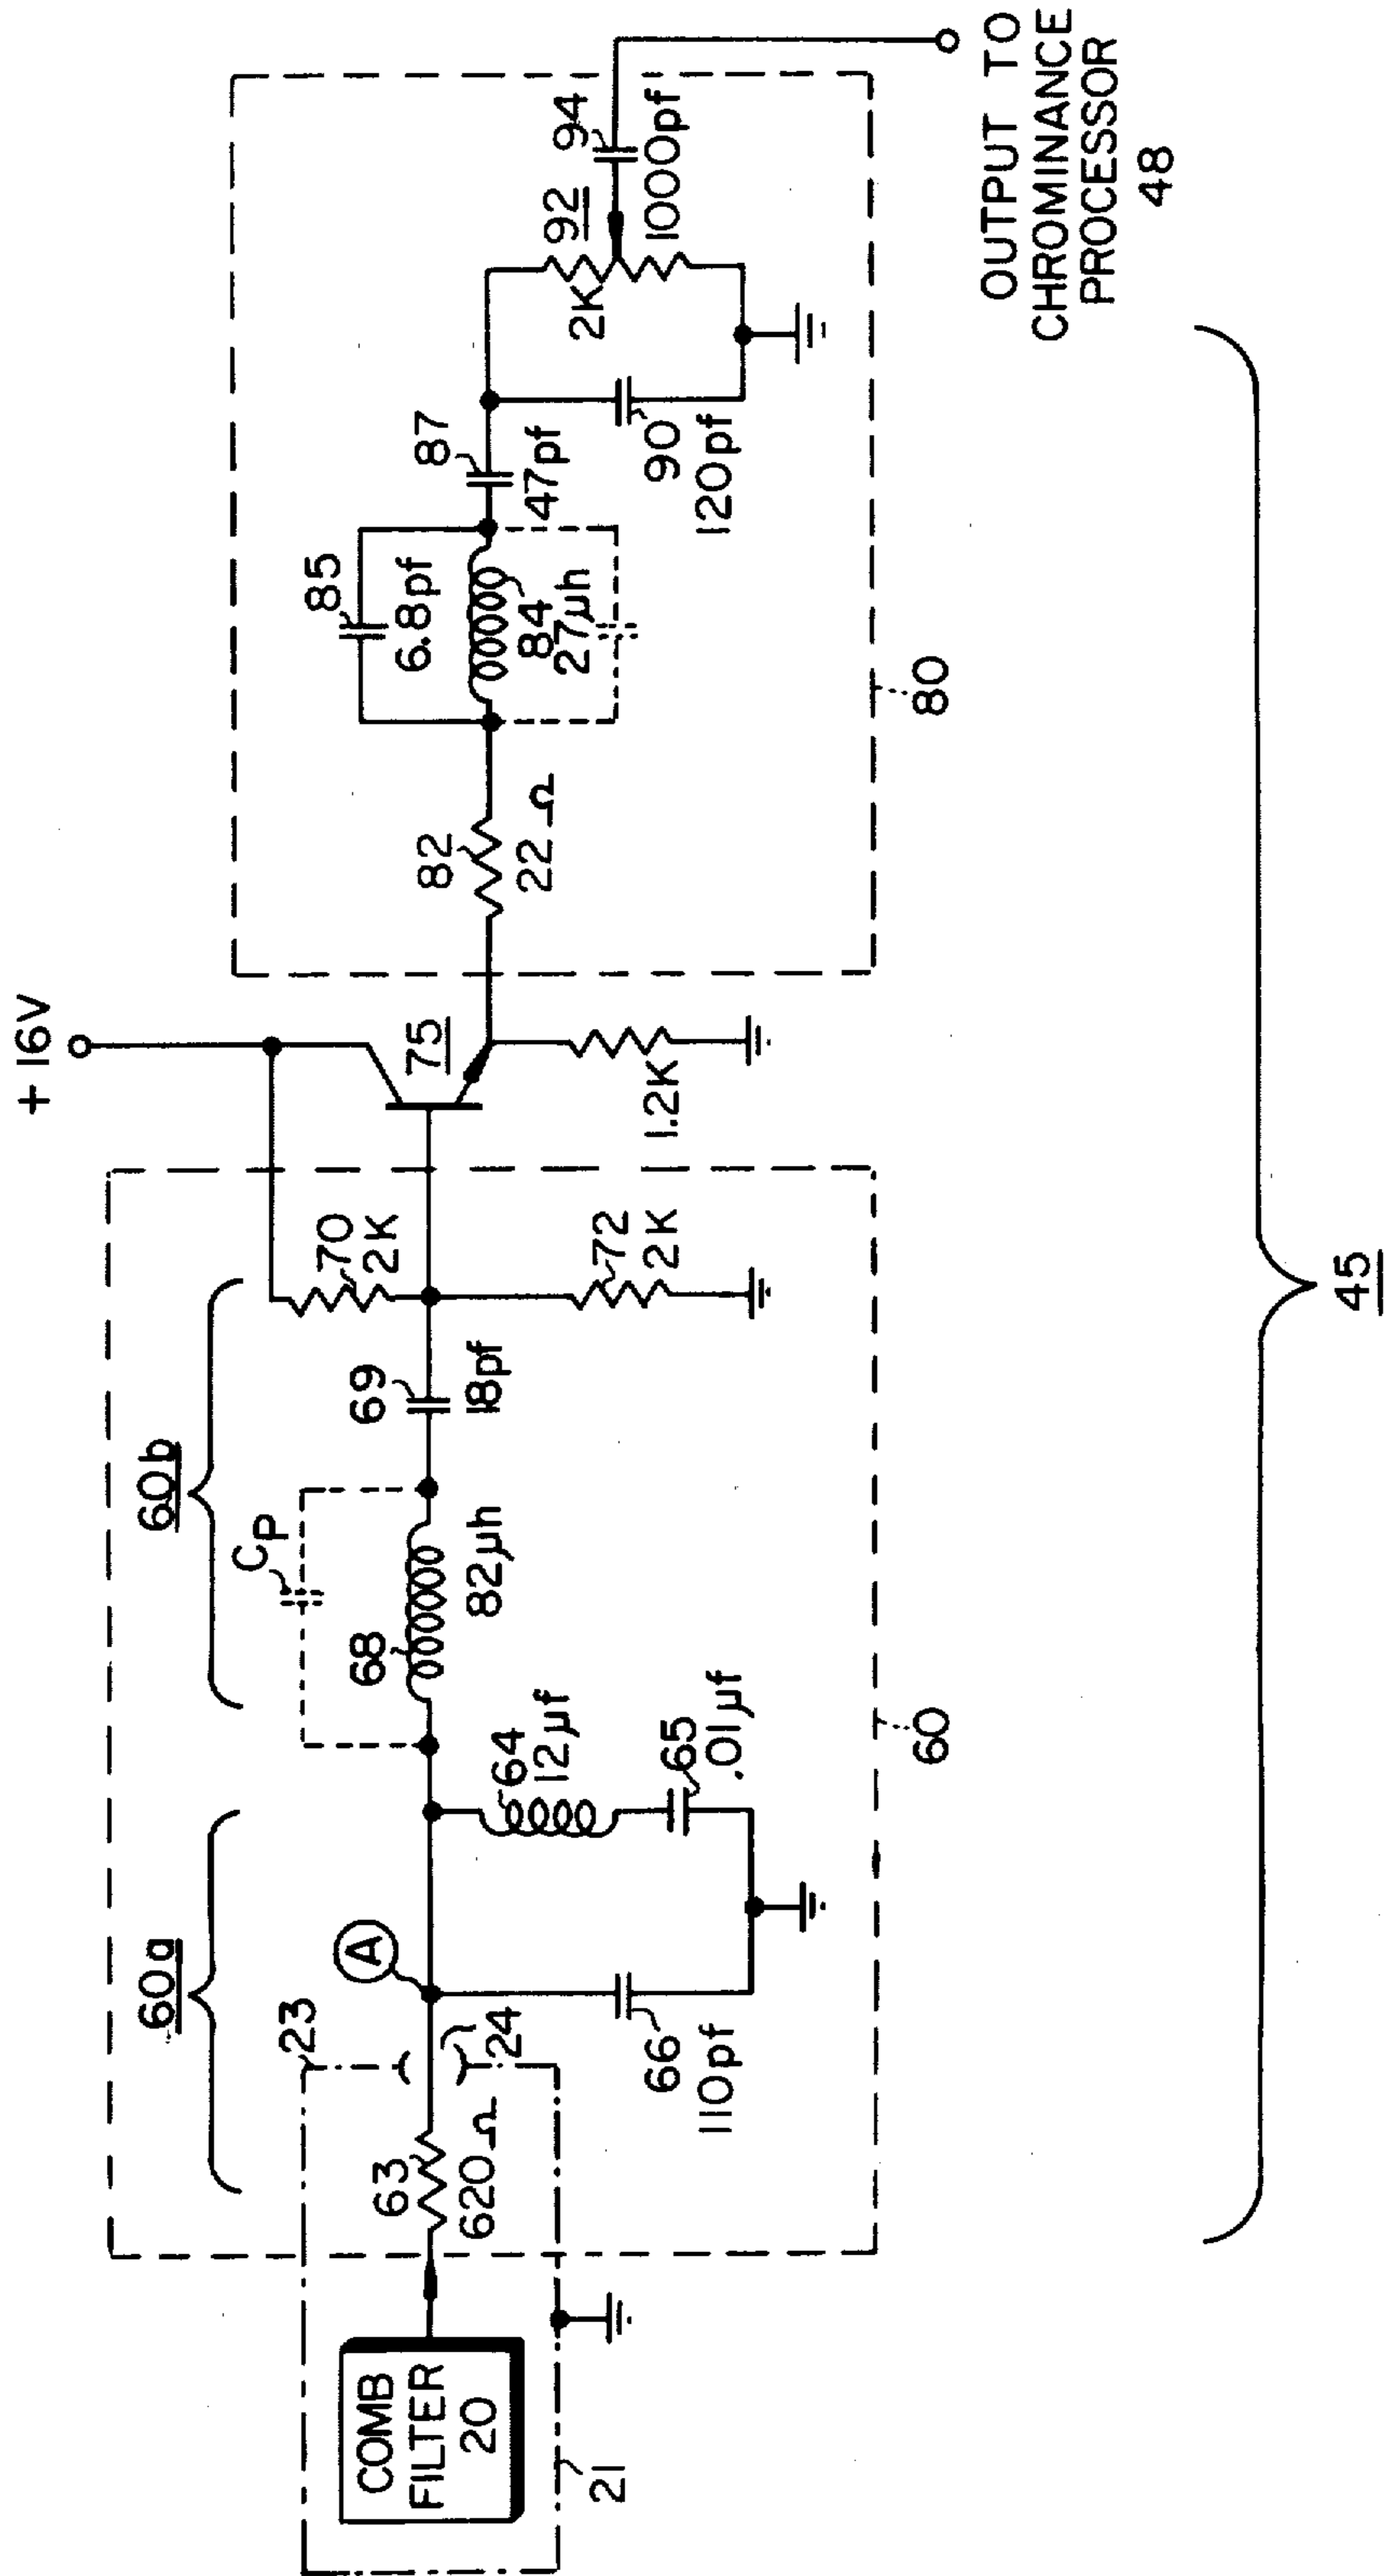 + 16V
60a
60b
23
A
63
620Ω
24
COMB
FILTER
20
21
66
110pf
64
12µf
65
.01µf
60
68
CP
82µh
69
18pf
70
2K
72
2K
75
1.2K
82
22Ω
85
6.8pf
84
27µh
87
47pf
90
120pf
80
92
2K
94
1000pf
OUTPUT TO
CHROMINANCE
PROCESSOR
48
45